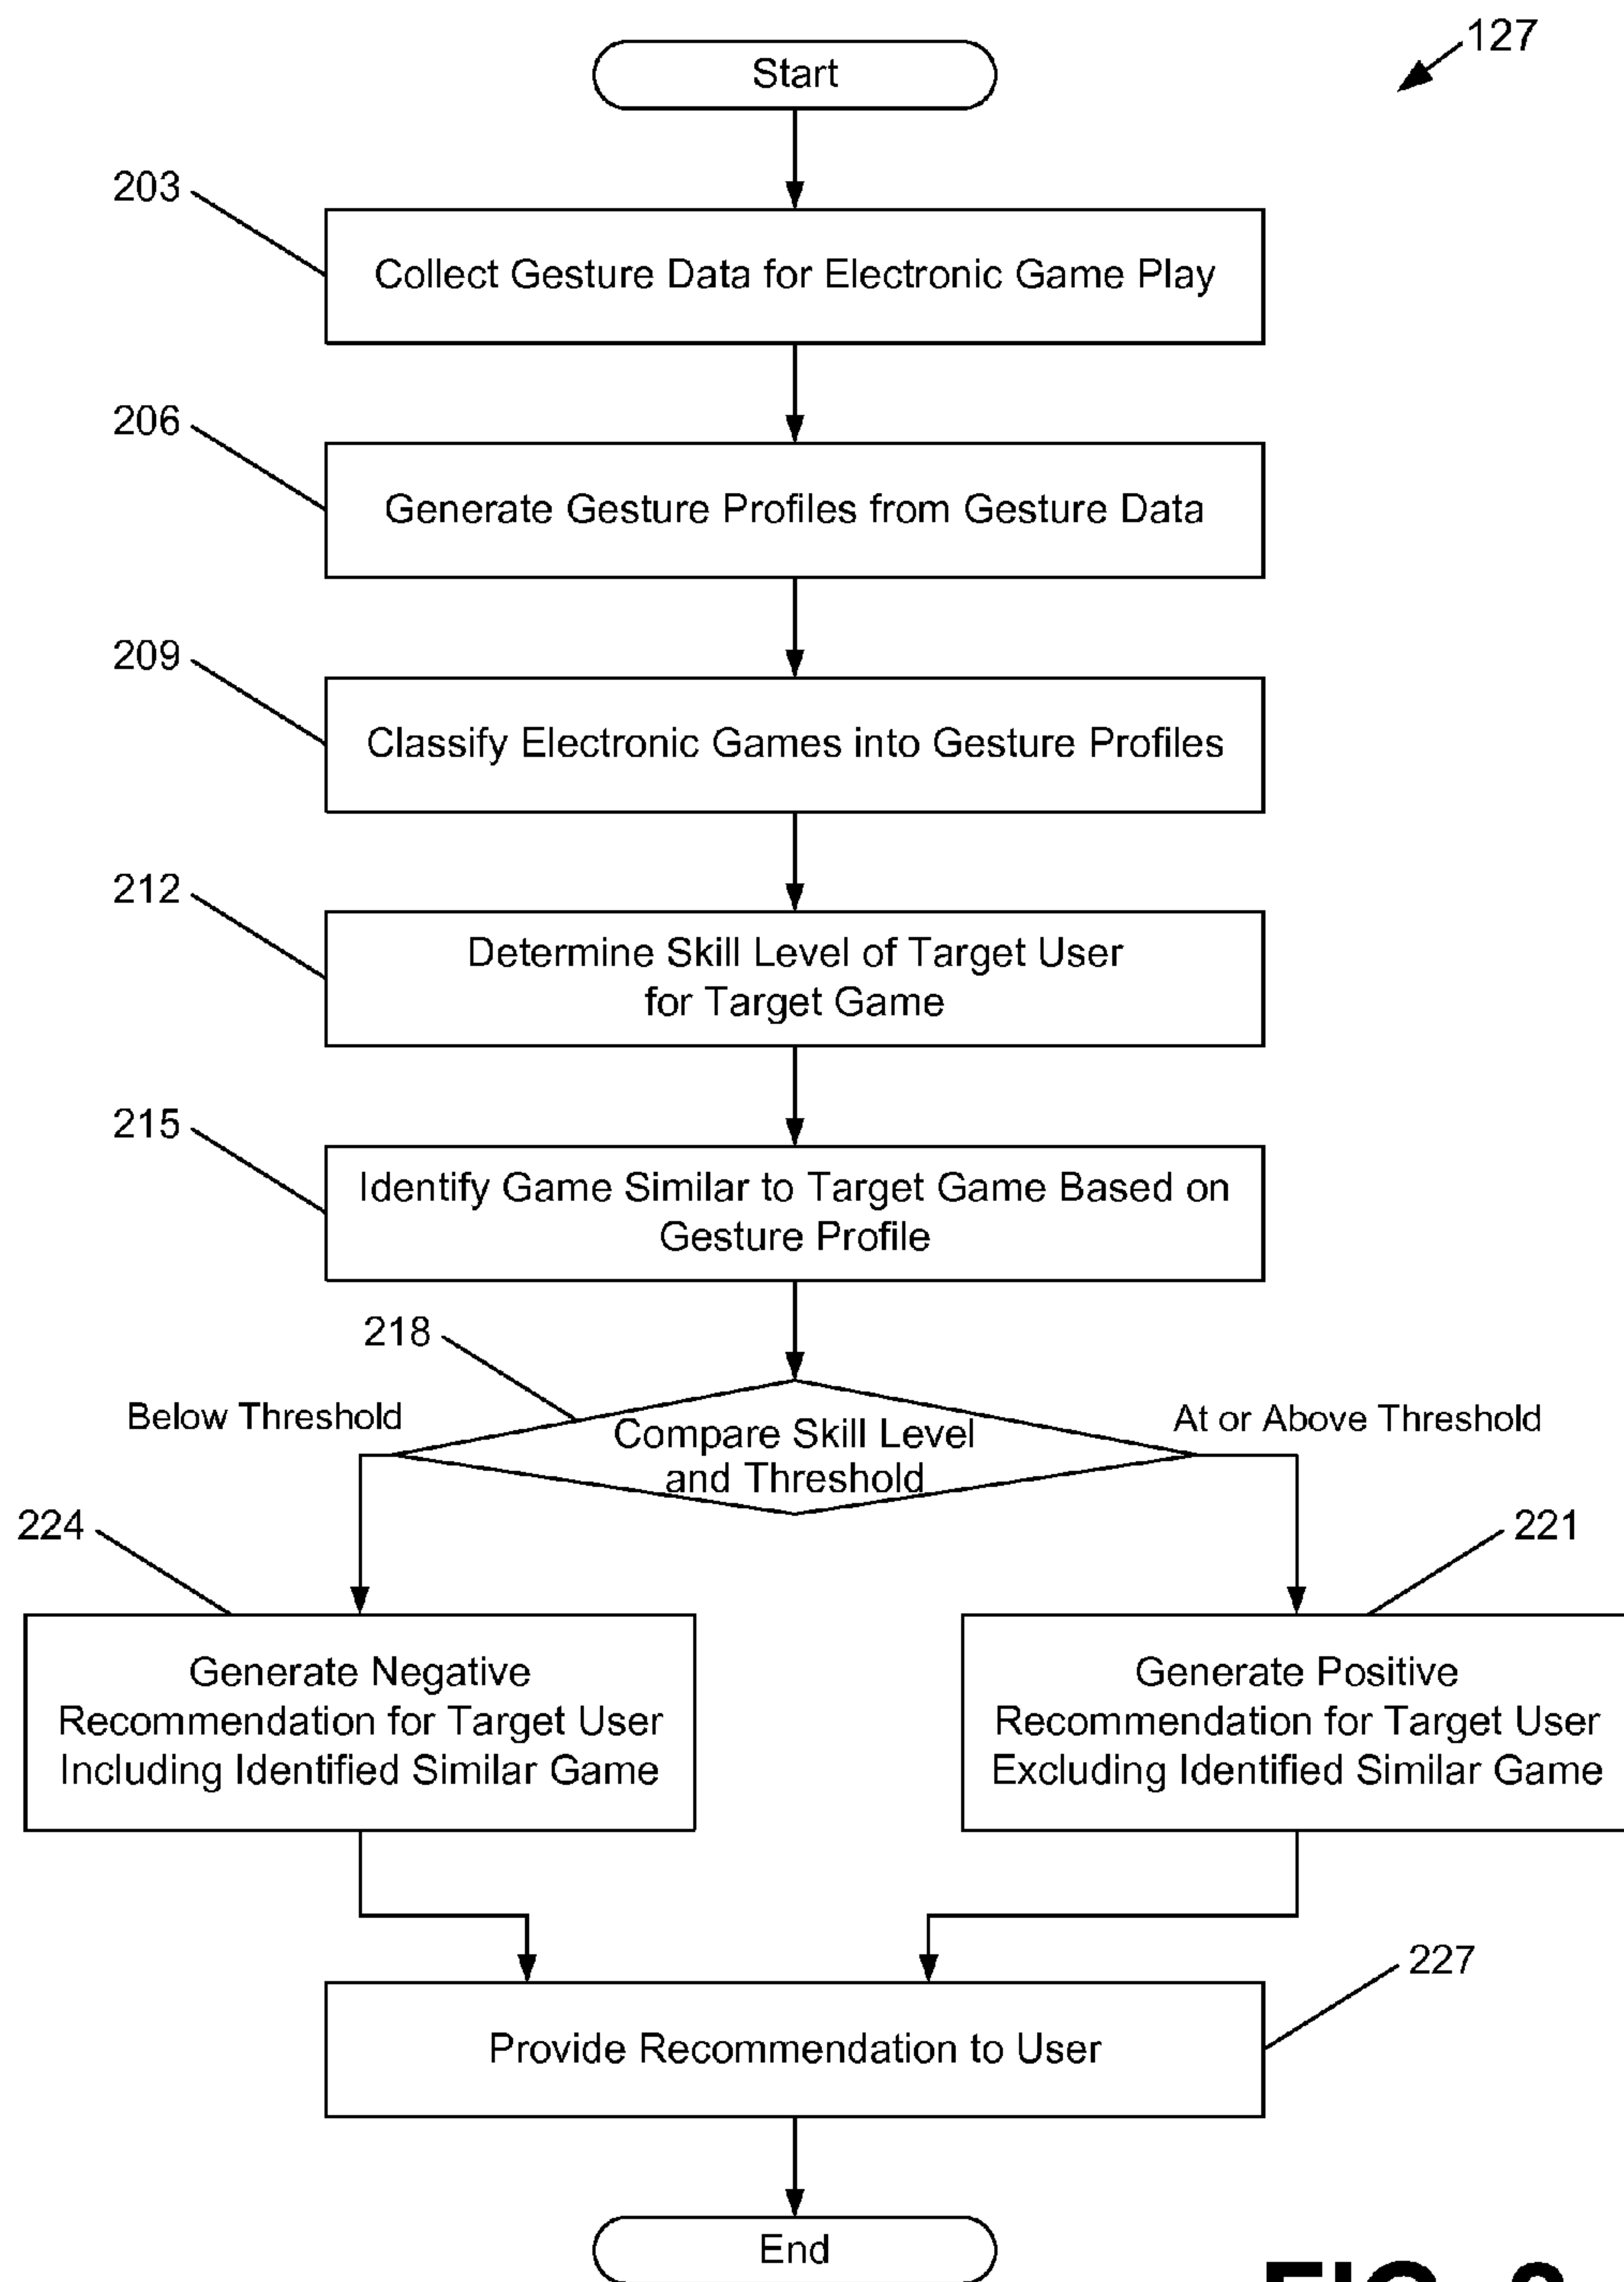 127
Start
203
Collect Gesture Data for Electronic Game Play
206
Generate Gesture Profiles from Gesture Data
209
Classify Electronic Games into Gesture Profiles
212
Determine Skill Level of Target User
for Target Game
215
Identify Game Similar to Target Game Based on
Gesture Profile
218
Below Threshold
At or Above Threshold
Compare Skill Level
and Threshold
224
221
Generate Negative
Recommendation for Target User
Including Identified Similar Game
Generate Positive
Recommendation for Target User
Excluding Identified Similar Game
227
Provide Recommendation to User
End
FIG.